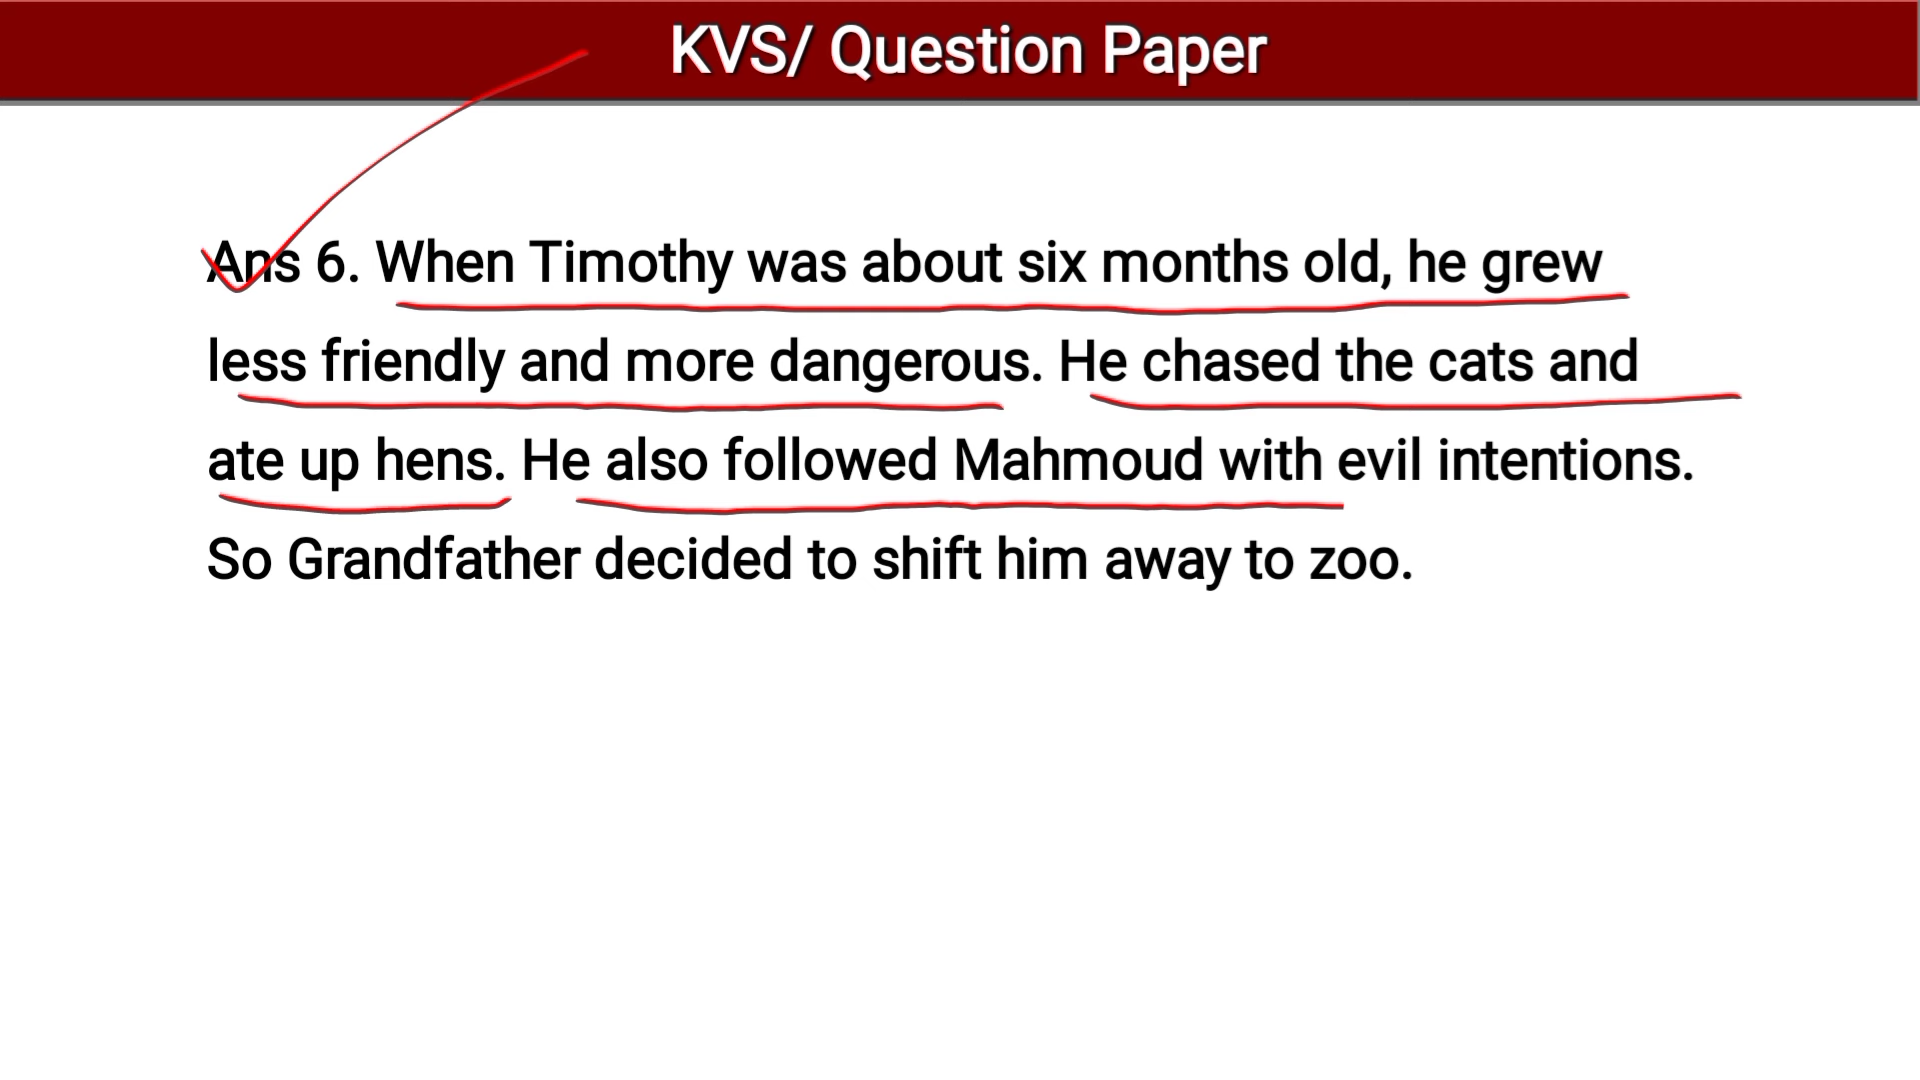 KVS/ Question Paper
Ans 6. When Timothy was about six months old, he grew
less friendly and more dangerous. He chased the cats and
ate up hens. He also followed Mahmoud with evil intentions.
So Grandfather decided to shift him away to zoo.